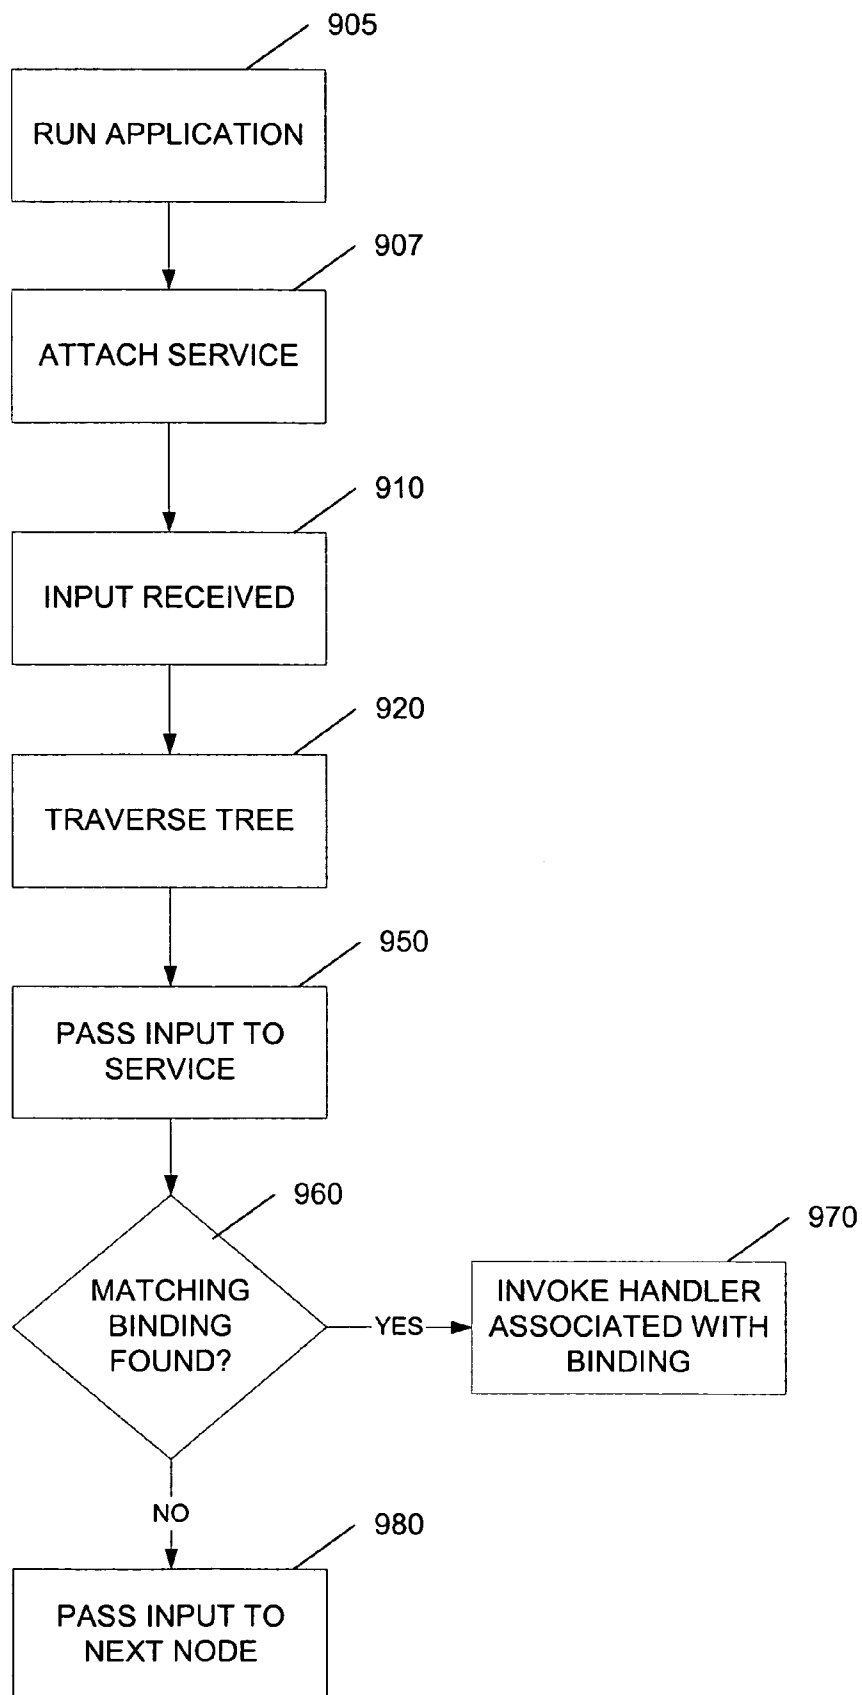 905
RUN APPLICATION
907
ATTACH SERVICE
910
INPUT RECEIVED
920
TRAVERSE TREE
950
PASS INPUT TO
SERVICE
960
MATCHING
BINDING
FOUND?
YES
970
INVOKE HANDLER
ASSOCIATED WITH
BINDING
NO
980
PASS INPUT TO
NEXT NODE